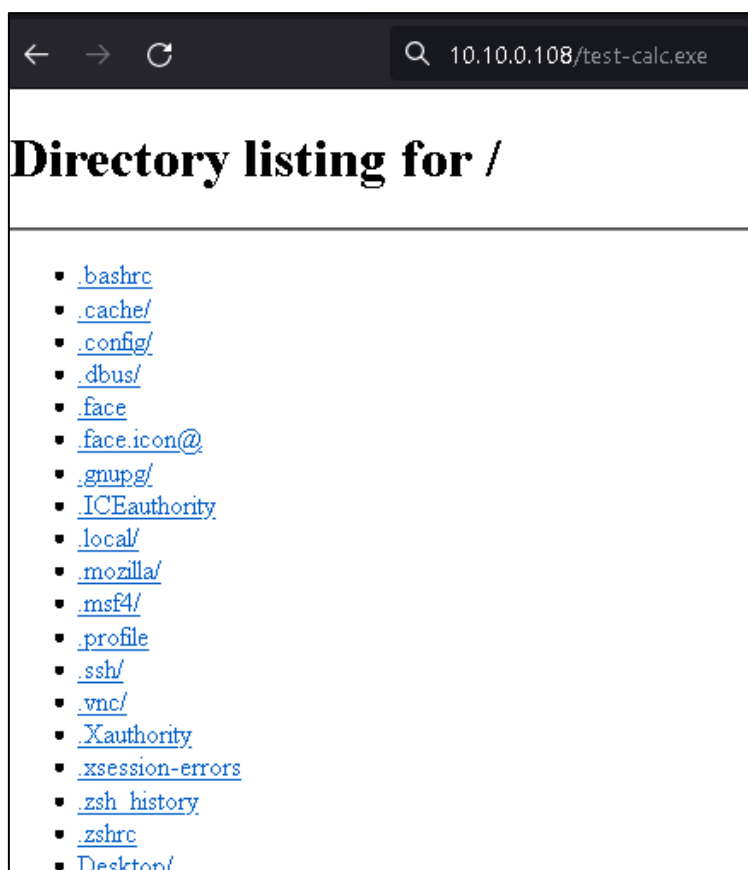 10.10.0.108/test-calc.exe
Directory listing for /
.bashrc
.cache/
.config/
.dbus/
.face
.face.icon@
.gnupg/
.ICEauthority
.local/
.mozilla/
.msf4/
.profile
.ssh/
.vnc/
.Xauthority
.xsession-errors
.zsh_history
.zshrc
Desktop/